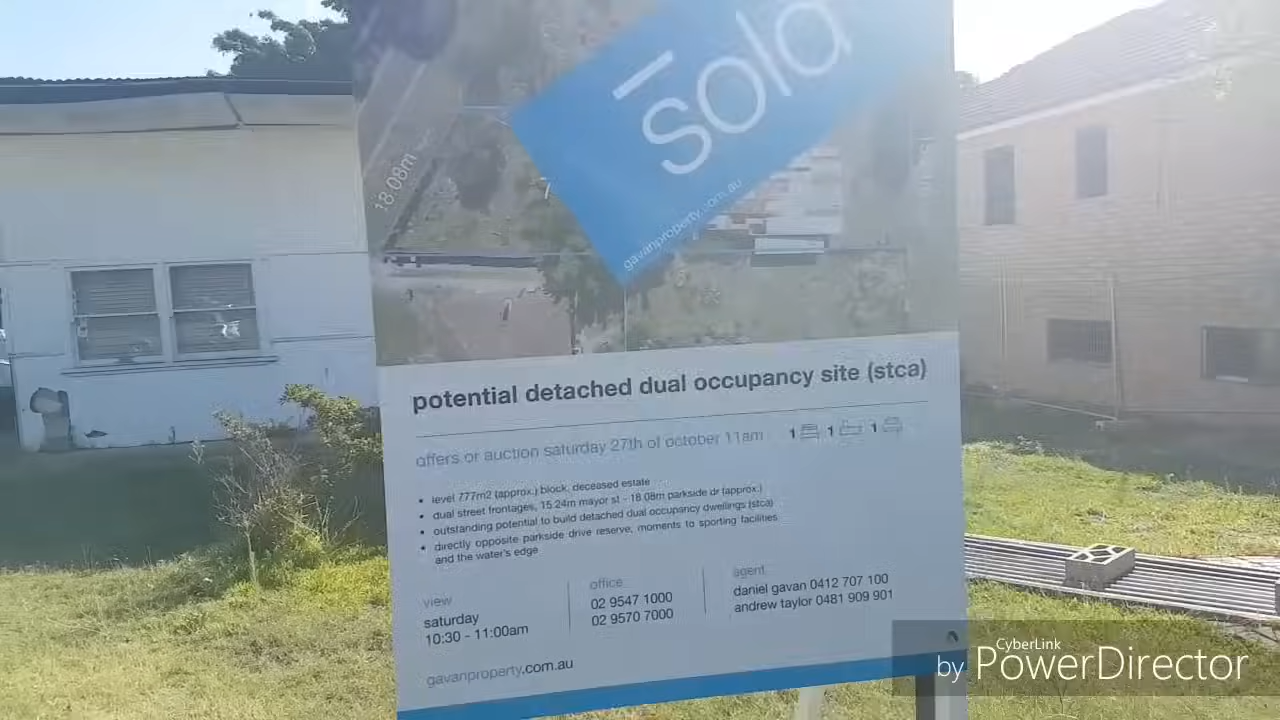 sold
gavanproperty.com.au
18.08m
potential detached dual occupancy site (stca)
offers or auction saturday 27th of october 11am 1 1 1
• level 777m2 (approx.) block, deceased estate
• dual street frontages, 15.24m mayor st - 18.08m parkside dr (approx.)
• outstanding potential to build detached dual occupancy dwellings (stca)
• directly opposite parkside drive reserve, moments to sporting facilities
and the water's edge
view
saturday
10:30 - 11:00am
office
02 9547 1000
02 9570 7000
agent
daniel gavan 0412 707 100
andrew taylor 0481 909 901
gavanproperty.com.au
CyberLink
by PowerDirector